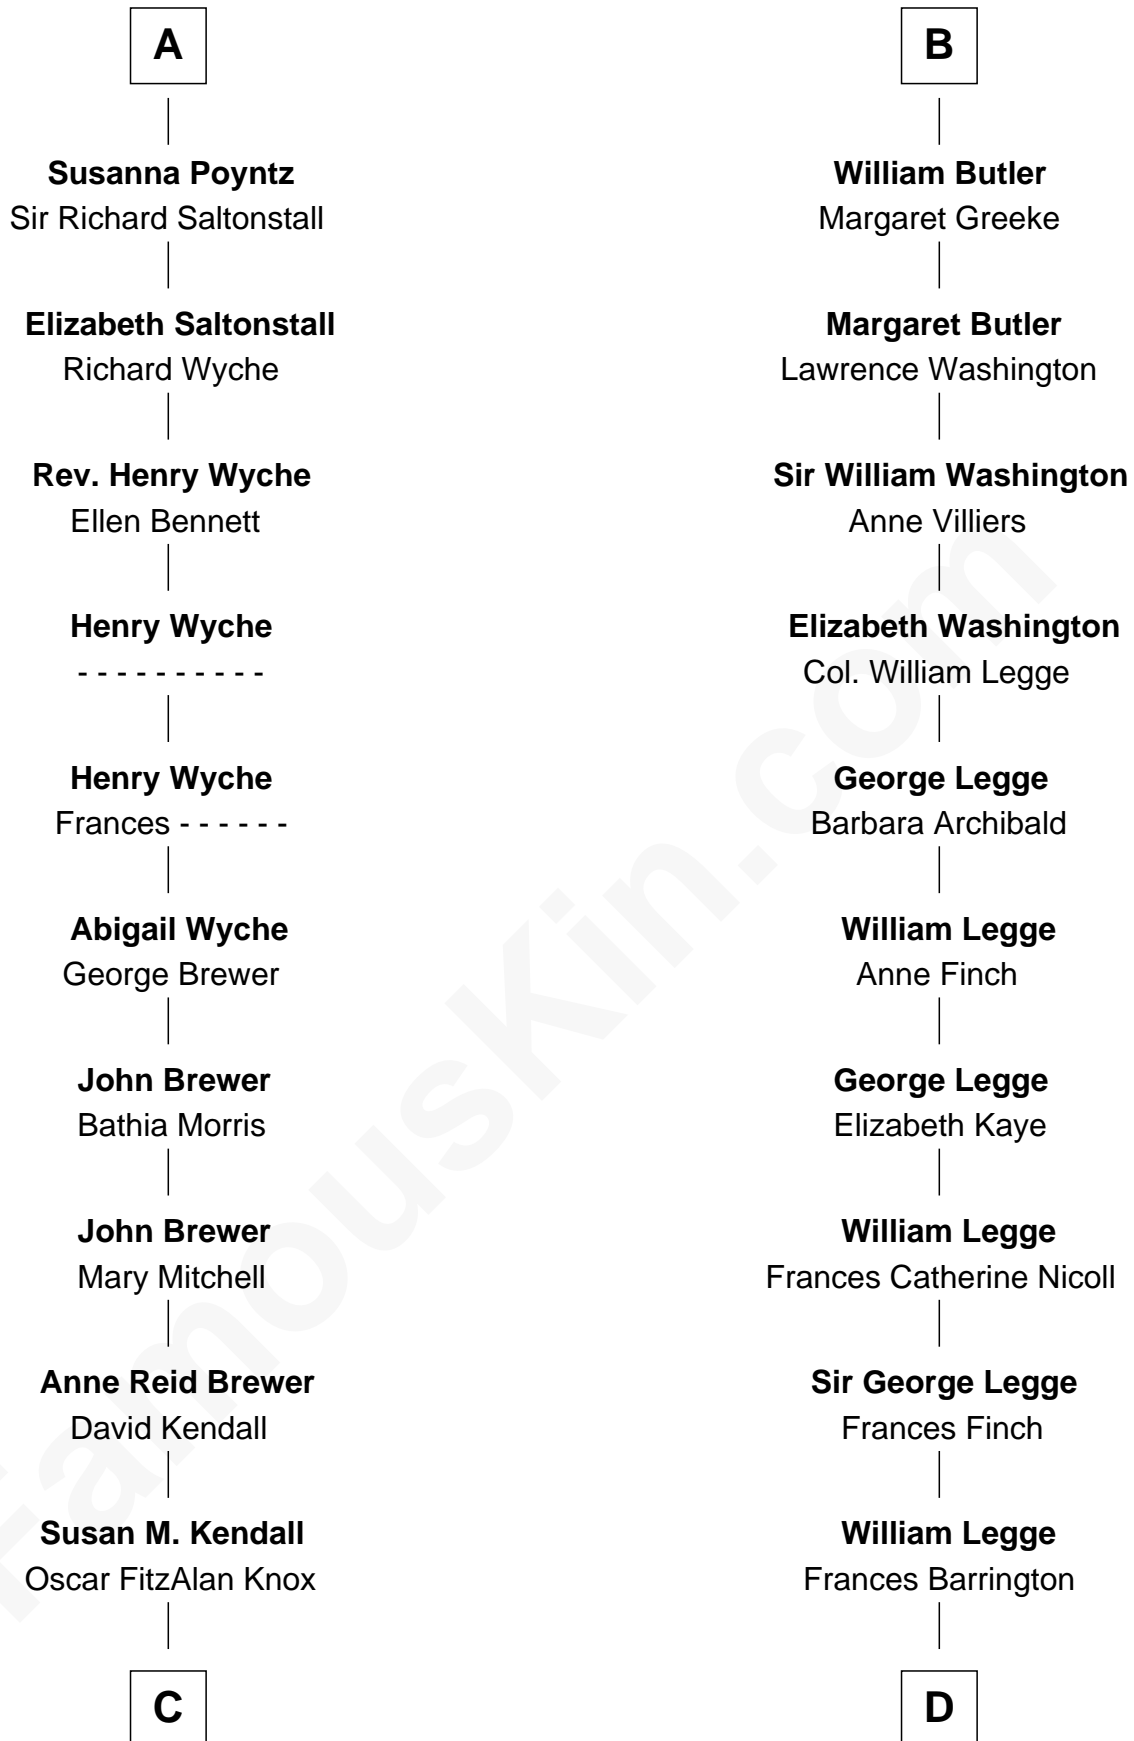 A
Susanna Poyntz
Sir Richard Saltonstall
Elizabeth Saltonstall
Richard Wyche
Rev. Henry Wyche
Ellen Bennett
Henry Wyche
- - - - - - - - - -
Henry Wyche
Frances - - - - - -
Abigail Wyche
George Brewer
John Brewer
Bathia Morris
John Brewer
Mary Mitchell
Anne Reid Brewer
David Kendall
Susan M. Kendall
Oscar FitzAlan Knox
C
B
William Butler
Margaret Greeke
Margaret Butler
Lawrence Washington
Sir William Washington
Anne Villiers
Elizabeth Washington
Col. William Legge
George Legge
Barbara Archibald
William Legge
Anne Finch
George Legge
Elizabeth Kaye
William Legge
Frances Catherine Nicoll
Sir George Legge
Frances Finch
William Legge
Frances Barrington
D
FamousKin.com